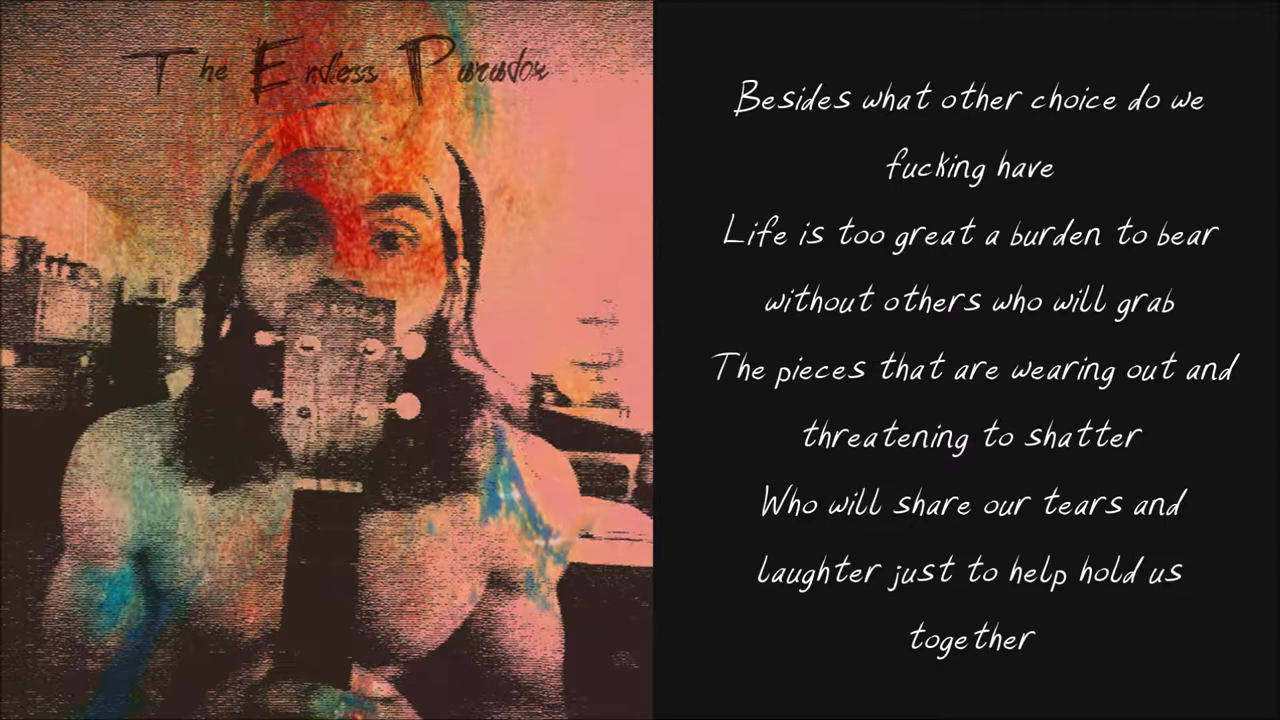 The Endless Paradox
Besides what other choice do we
fucking have
Life is too great a burden to bear
without others who will grab
The pieces that are wearing out and
threatening to shatter
Who will share our tears and
laughter just to help hold us
together